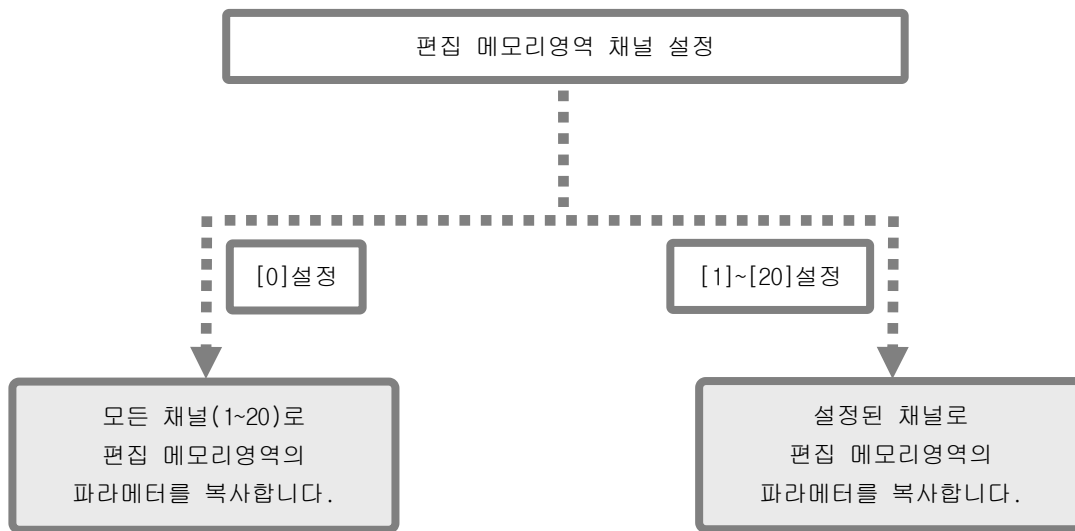 편집 메모리영역 채널 설정
[0]설정
[1]~[20]설정
모든 채널(1~20)로
편집 메모리영역의
파라메터를 복사합니다.
설정된 채널로
편집 메모리영역의
파라메터를 복사합니다.